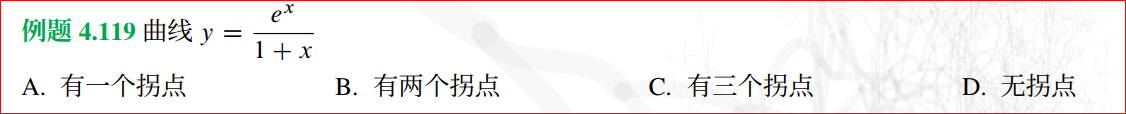 例题 4.119 曲线 y = e^x / (1 + x)
A. 有一个拐点 B. 有两个拐点 C. 有三个拐点 D. 无拐点